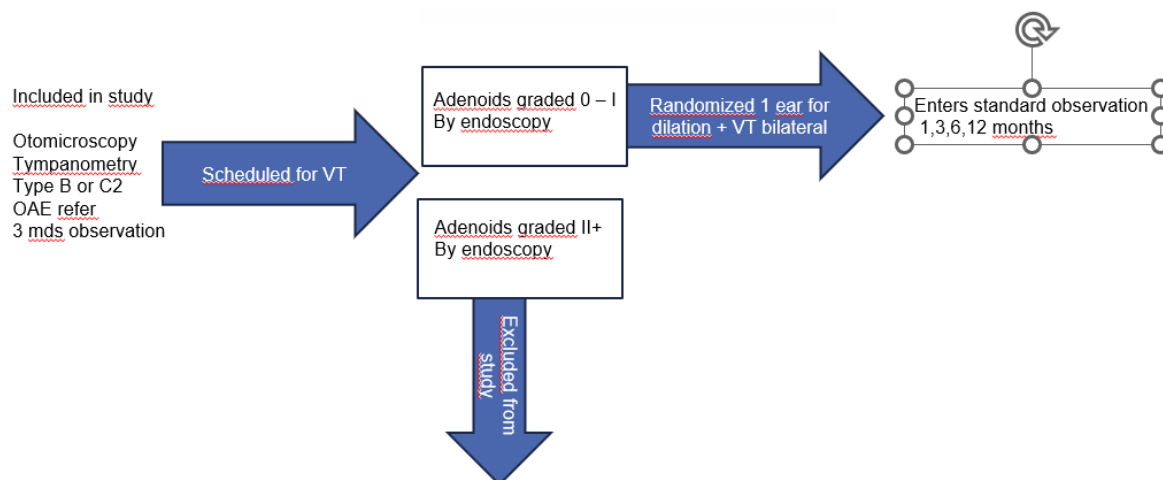 Included in study
Otomicroscopy
Tympanometry
Type B or C2
OAE refer
3 mds observation
Scheduled for VT
Adenoids graded 0 – I
By endoscopy
Randomized 1 ear for
dilation + VT bilateral
Enters standard observation
1,3,6,12 months
Adenoids graded II+
By endoscopy
Excluded from
study